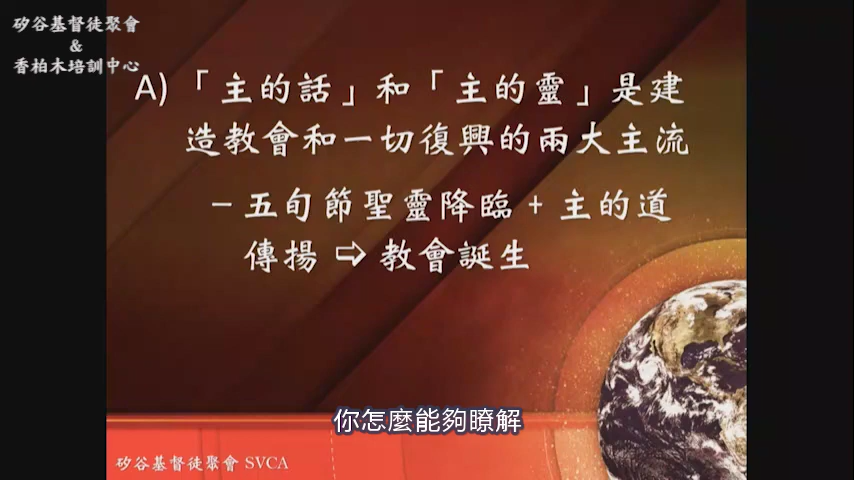 矽谷基督徒聚會
&
香柏木培訓中心
A)「主的話」和「主的靈」是建
造教會和一切復興的兩大主流
– 五旬節聖靈降臨 + 主的道
傳揚 ⇨ 教會誕生
你怎麼能夠瞭解
矽谷基督徒聚會 SVCA